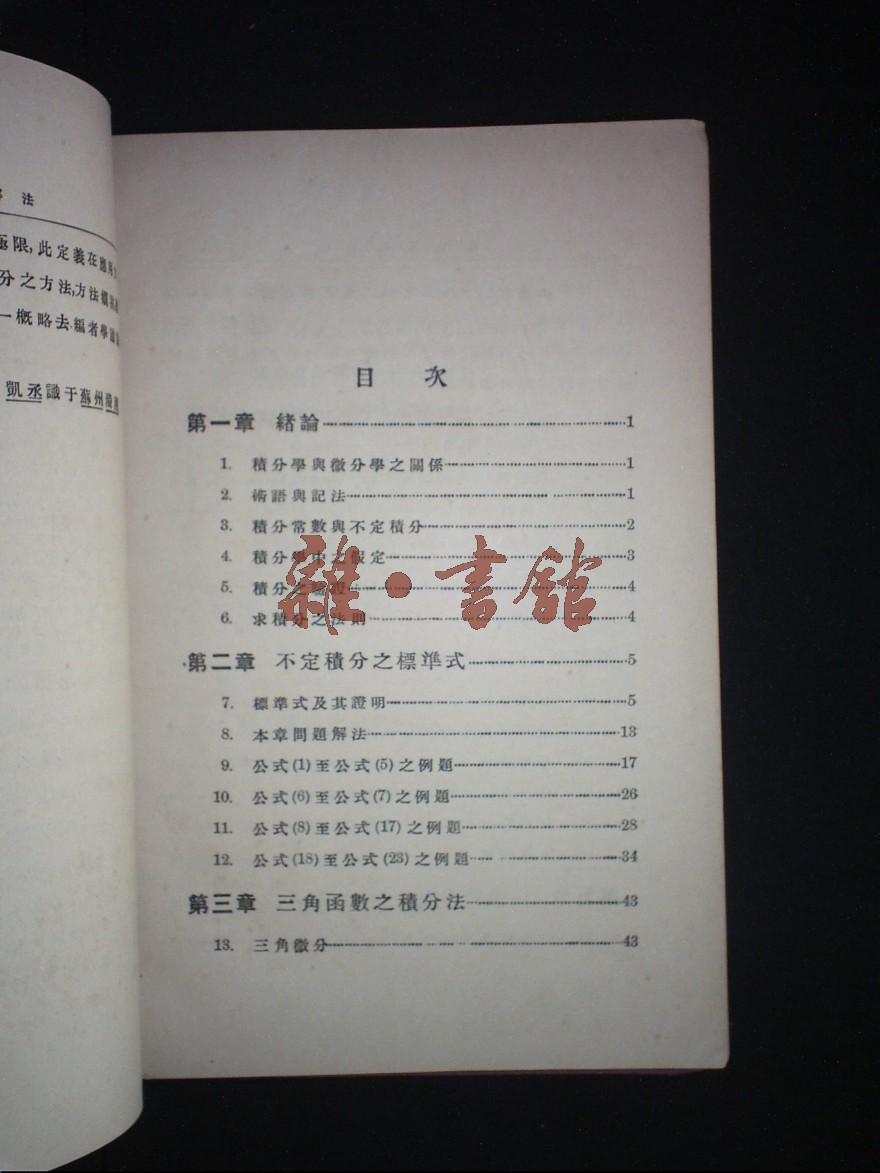 法
限,此定義在應用
分之方法,方法
一概略去.編者學
凱丞識于蘇州
目次
第一章 緒論 1
1. 積分學與微分學之關係 1
2. 術語與記法 1
3. 積分常數與不定積分 2
4. 積分學中之假定 3
5. 積分之 4
6. 求積分之法則 4
雜·書館
第二章 不定積分之標準式 5
7. 標準式及其證明 5
8. 本章問題解法 13
9. 公式(1)至公式(5)之例題 17
10. 公式(6)至公式(7)之例題 26
11. 公式(8)至公式(17)之例題 28
12. 公式(18)至公式(23)之例題 34
第三章 三角函數之積分法 43
13. 三角微分 43